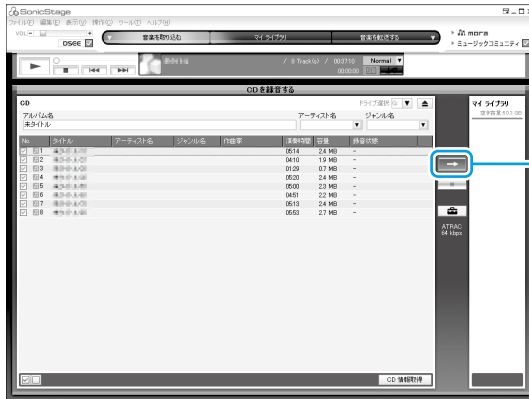 SonicStage
ファイル(F) 編集(E) 表示(V) 操作(O) ツール(T) ヘルプ(H)
VOL - +
DSEE
音楽を取り込む マイ ライブラリ 音楽を転送する
more
ミュージックコミュニティ
/ 8 Track(s) / 00:37:10 Normal
00:00:00
CDを録音する
CD ドライブ選択 G
アルバム名 アーティスト名 ジャンル名
未タイトル
No. タイトル アーティスト名 ジャンル名 作曲家 演奏時間 容量 録音状態
1 05:14 2.4 MB -
2 04:10 1.9 MB -
3 01:29 0.7 MB -
4 05:20 2.4 MB -
5 05:00 2.3 MB -
6 04:51 2.2 MB -
7 05:13 2.4 MB -
8 05:53 2.7 MB -
CD 情報取得
→
ATRAC
64 kbps
マイ ライブラリ